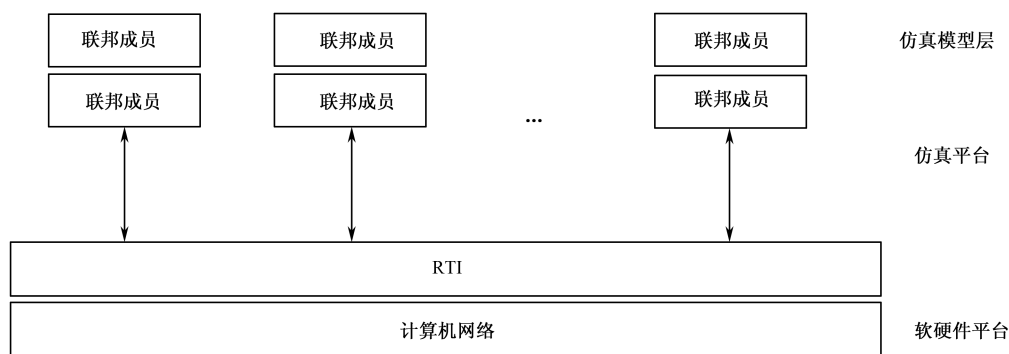 联邦成员 联邦成员 联邦成员 仿真模型层
联邦成员 联邦成员 联邦成员
...
仿真平台
RTI
计算机网络 软硬件平台